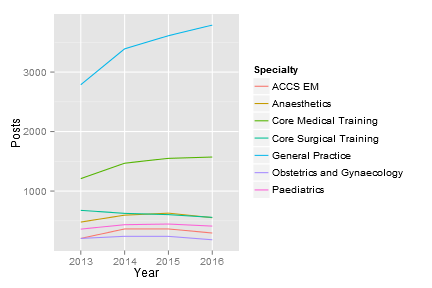 Posts
3000
2000
1000
2013 2014 2015 2016
Year
Specialty
ACCS EM
Anaesthetics
Core Medical Training
Core Surgical Training
General Practice
Obstetrics and Gynaecology
Paediatrics